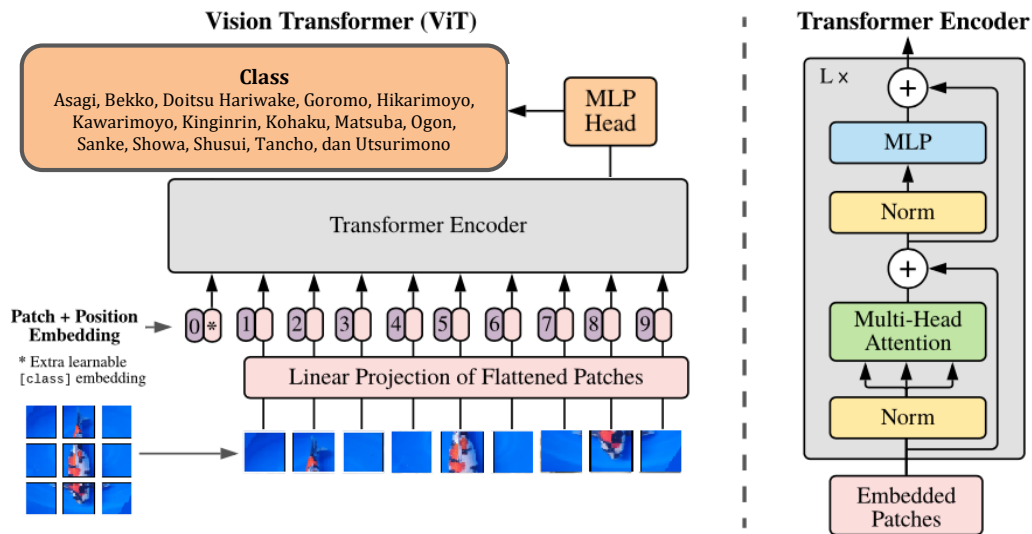 Vision Transformer (ViT)
Class
Asagi, Bekko, Doitsu Hariwake, Goromo, Hikarimoyo,
Kawarimoyo, Kinginrin, Kohaku, Matsuba, Ogon,
Sanke, Showa, Shusui, Tancho, dan Utsurimono
MLP
Head
Transformer Encoder
Patch + Position
Embedding
0 * 1 2 3 4 5 6 7 8 9
* Extra learnable
[class] embedding
Linear Projection of Flattened Patches
Transformer Encoder
L ×
+
MLP
Norm
+
Multi-Head
Attention
Norm
Embedded
Patches